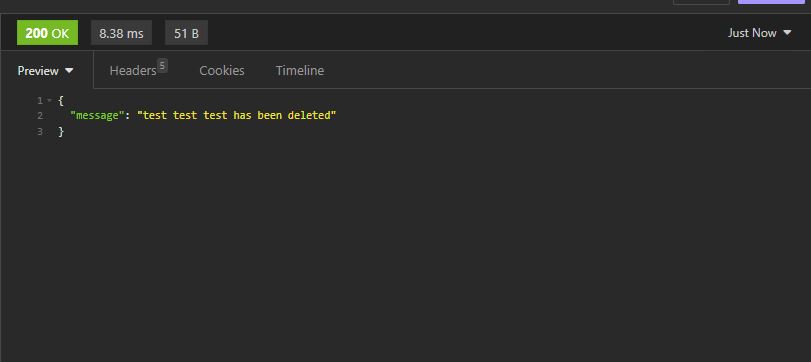 200 OK 8.38 ms 51 B Just Now
Preview Headers 5 Cookies Timeline
1 {
2 "message": "test test test has been deleted"
3 }